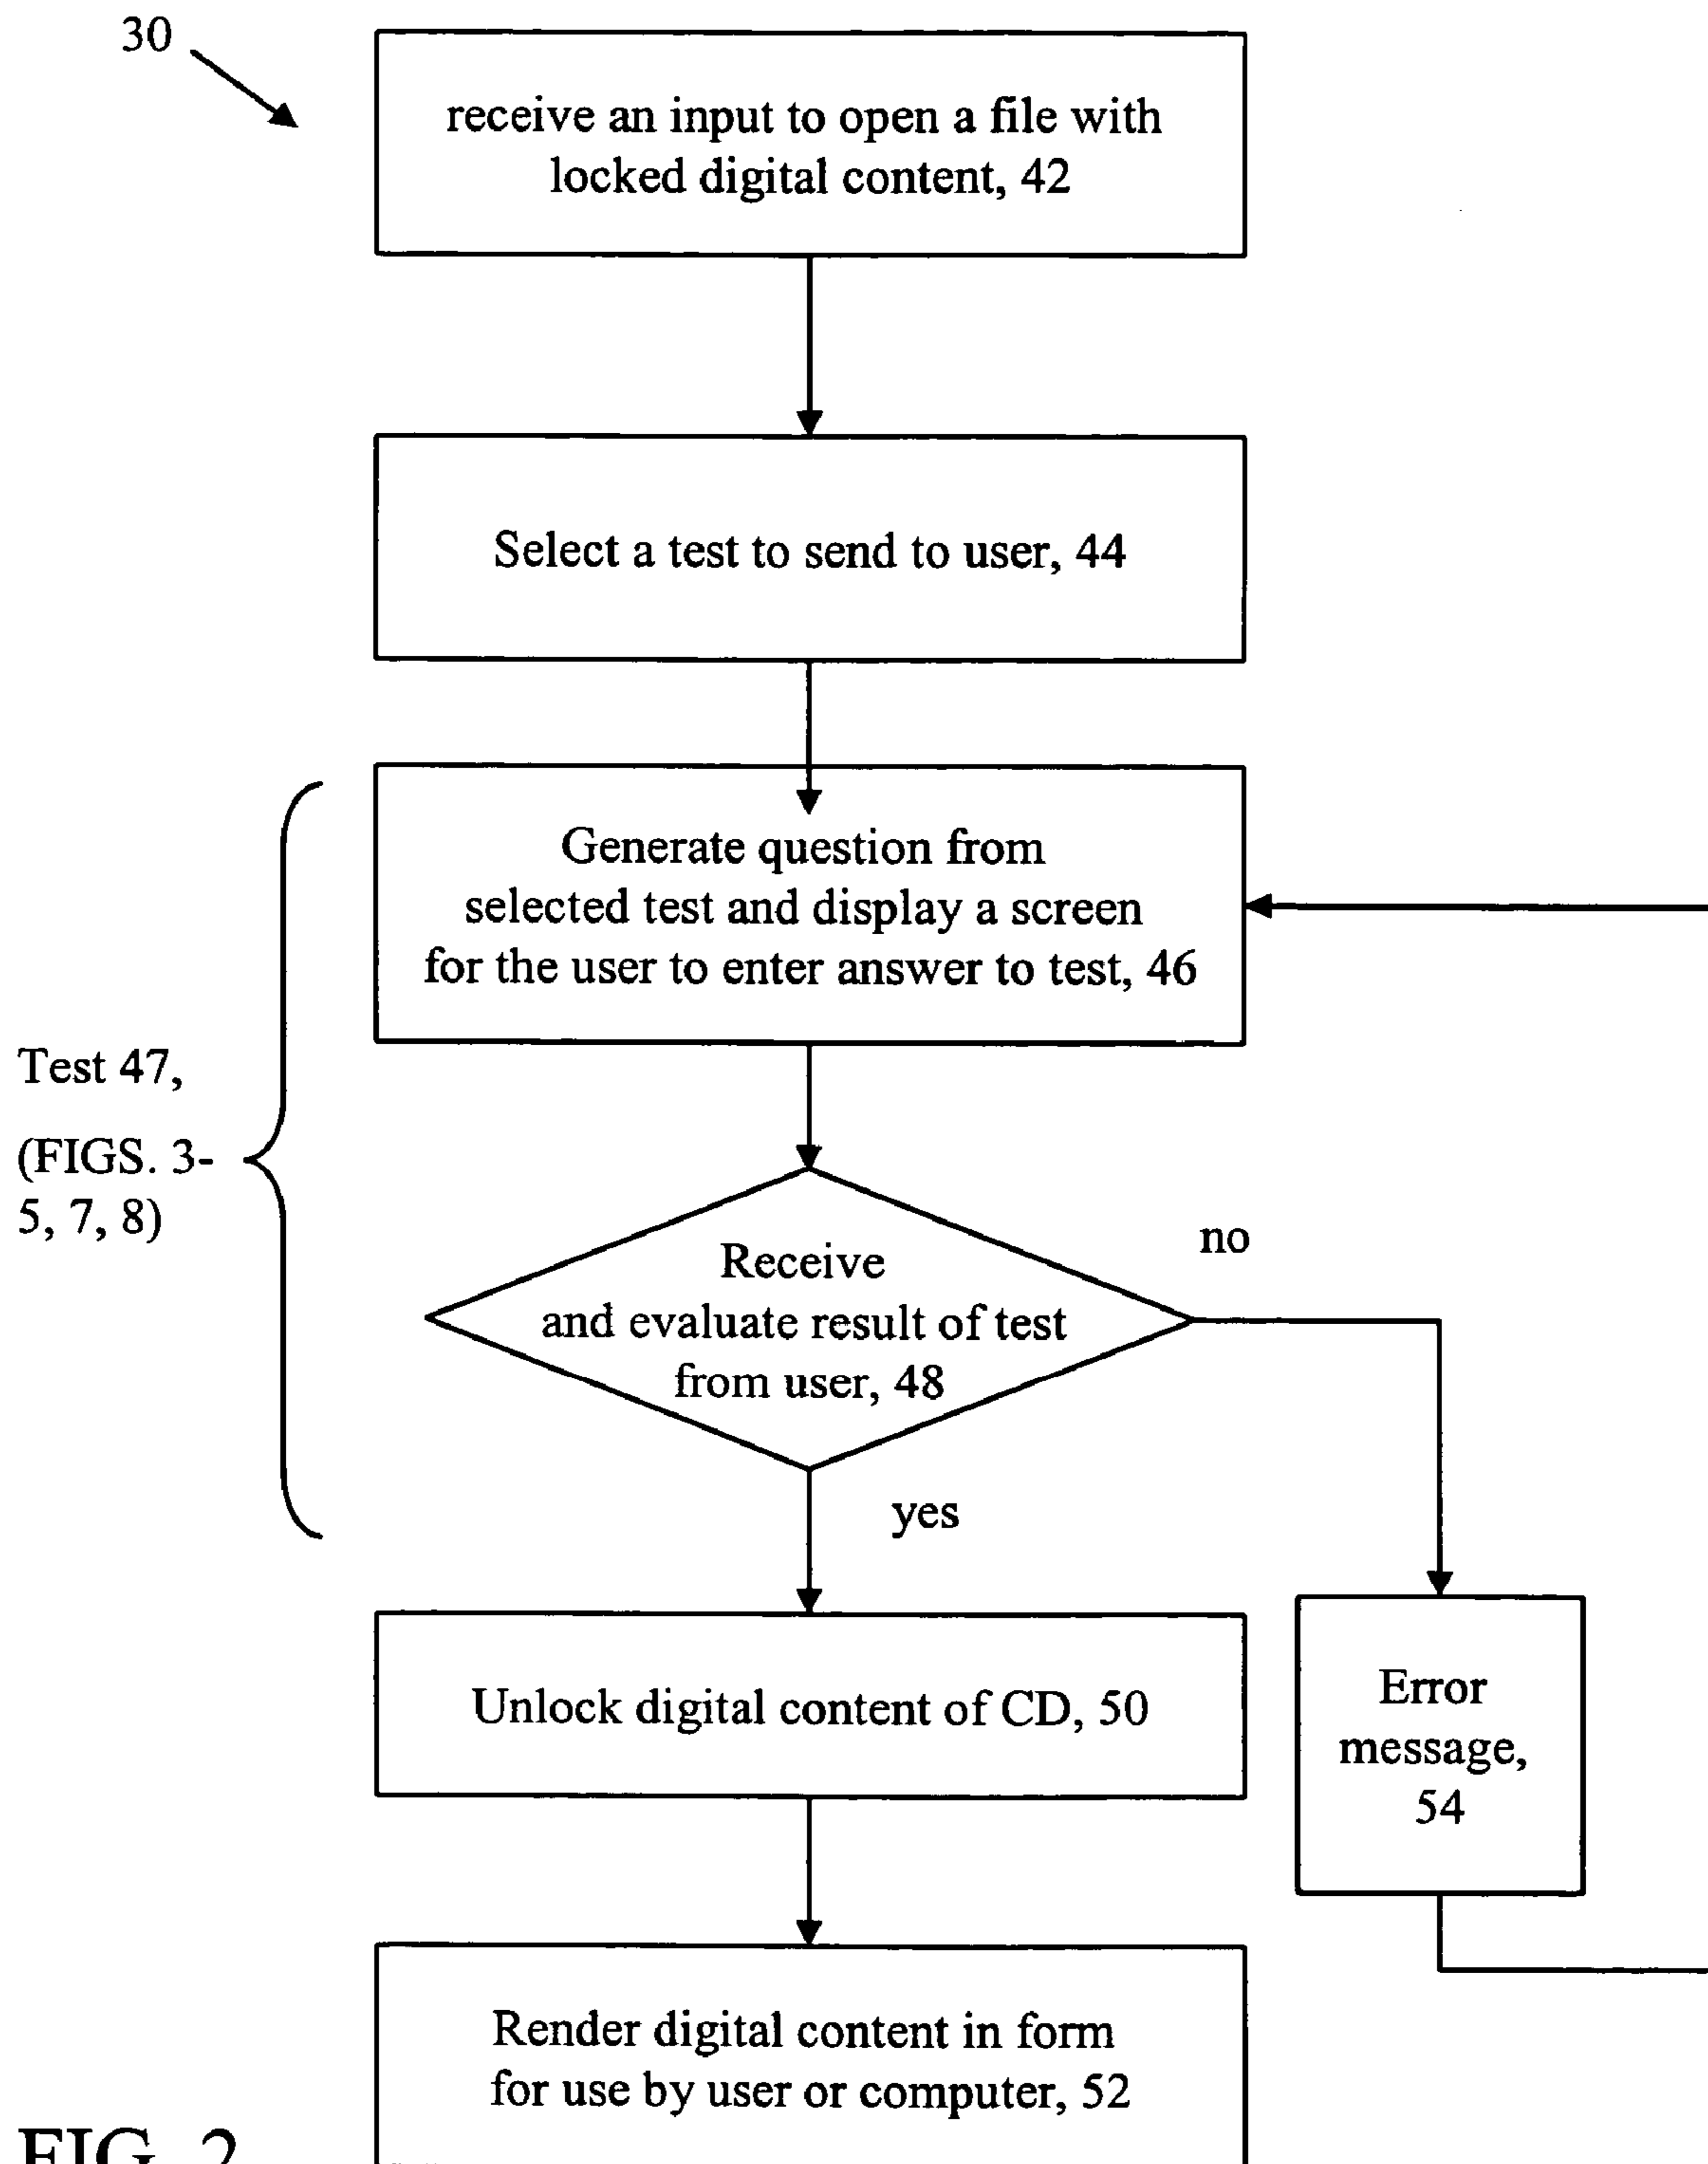 30
receive an input to open a file with
locked digital content, 42
Select a test to send to user, 44
Generate question from
selected test and display a screen
for the user to enter answer to test, 46
Test 47,
(FIGS. 3-
5, 7, 8)
Receive
and evaluate result of test
from user, 48
no
yes
Unlock digital content of CD, 50
Error
message,
54
Render digital content in form
for use by user or computer, 52
FIG. 2